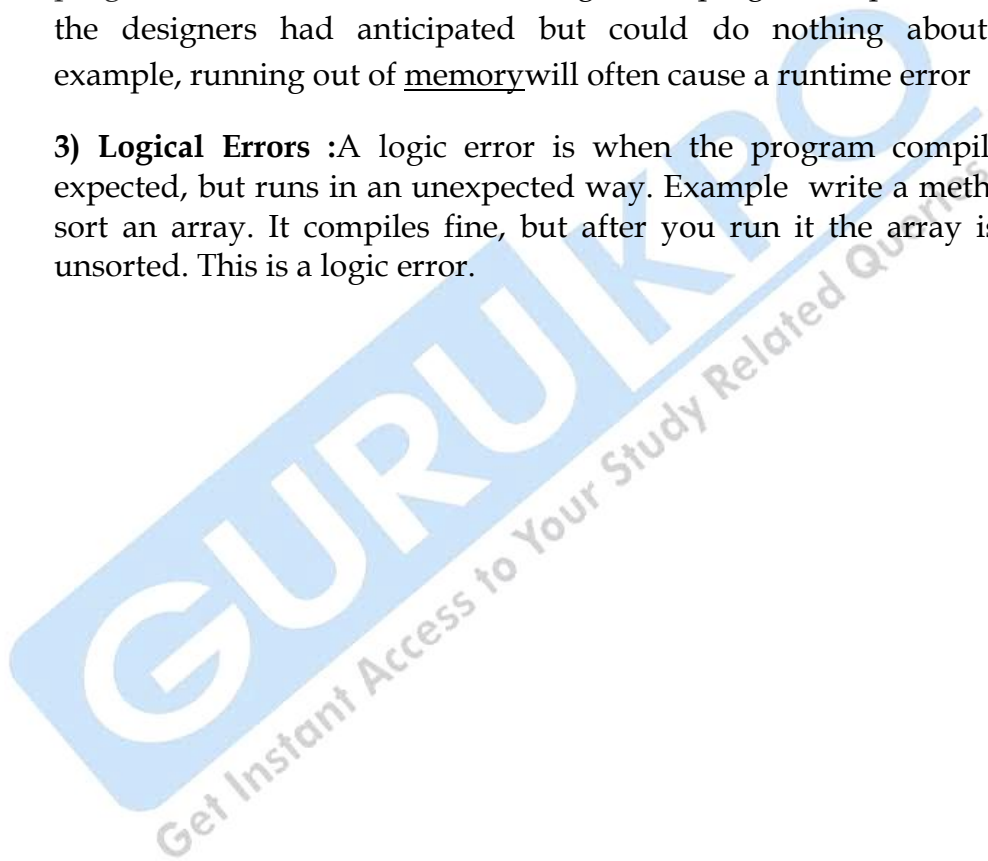 the designers had anticipated but could do nothing about
example, running out of memorywill often cause a runtime error
3) Logical Errors :A logic error is when the program compil
expected, but runs in an unexpected way. Example write a meth
sort an array. It compiles fine, but after you run it the array is
unsorted. This is a logic error.
GURUKPO
Get Instant Access to Your Study Related Queries